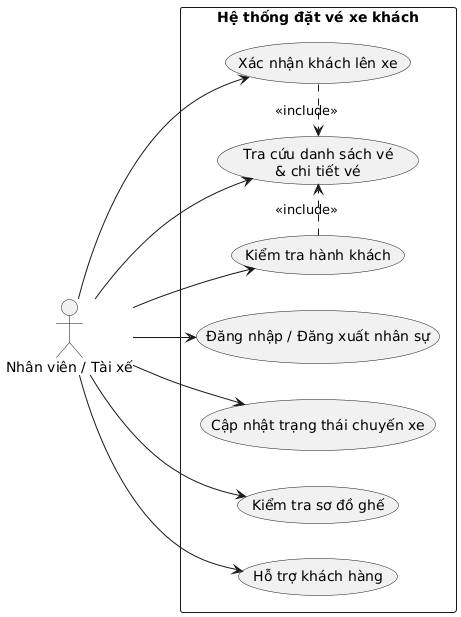 Hệ thống đặt vé xe khách
Xác nhận khách lên xe
«include»
Tra cứu danh sách vé
& chi tiết vé
«include»
Kiểm tra hành khách
Đăng nhập / Đăng xuất nhân sự
Nhân viên / Tài xế
Cập nhật trạng thái chuyến xe
Kiểm tra sơ đồ ghế
Hỗ trợ khách hàng